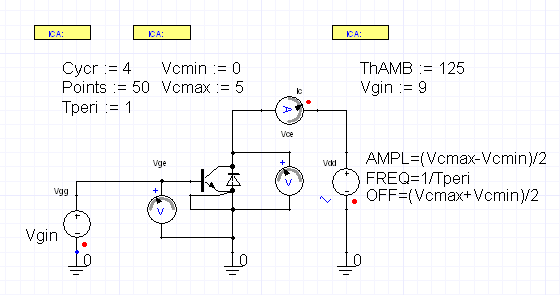 ICA:
ICA:
ICA:
Cycr := 4
Points := 50
Tperi := 1
Vcmin := 0
Vcmax := 5
ThAMB := 125
Vgin := 9
Ic
A
Vce
Vge
Vdd
Vgg
+
V
+
V
+
+
AMPL=(Vcmax-Vcmin)/2
FREQ=1/Tperi
OFF=(Vcmax+Vcmin)/2
Vgin
0
0
0